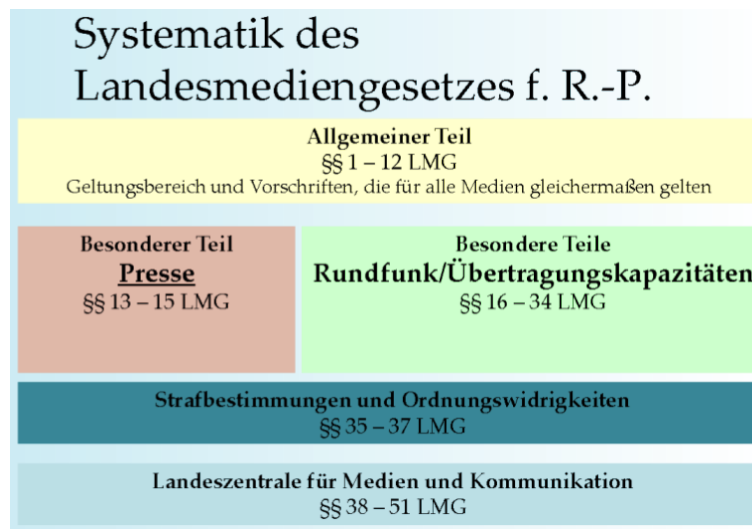 Systematik des
Landesmediengesetzes f. R.-P.
Allgemeiner Teil
§§ 1 – 12 LMG
Geltungsbereich und Vorschriften, die für alle Medien gleichermaßen gelten
Besonderer Teil
Presse
§§ 13 – 15 LMG
Besondere Teile
Rundfunk/Übertragungskapazitäten
§§ 16 – 34 LMG
Strafbestimmungen und Ordnungswidrigkeiten
§§ 35 – 37 LMG
Landeszentrale für Medien und Kommunikation
§§ 38 – 51 LMG